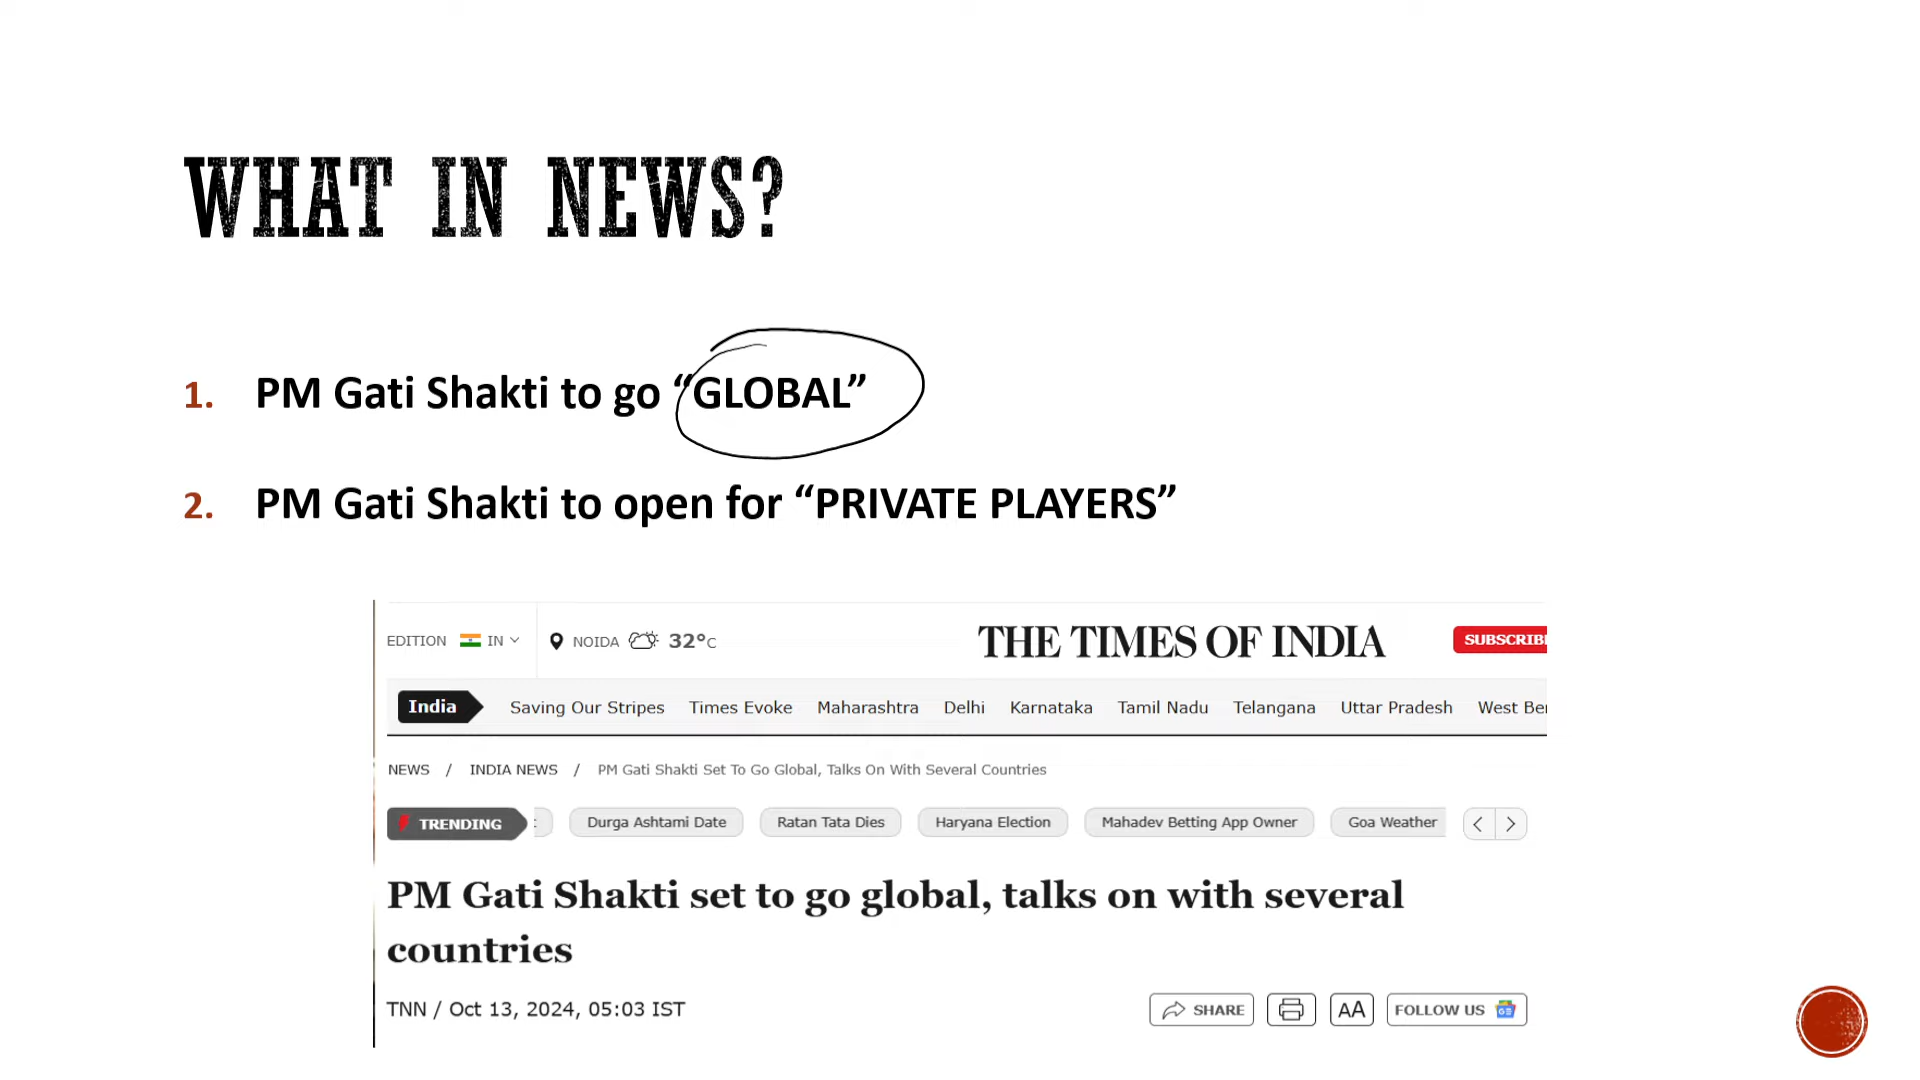 WHAT IN NEWS?
1. PM Gati Shakti to go “GLOBAL”
2. PM Gati Shakti to open for “PRIVATE PLAYERS”
EDITION IN NOIDA 32°C THE TIMES OF INDIA SUBSCRIBE
India Saving Our Stripes Times Evoke Maharashtra Delhi Karnataka Tamil Nadu Telangana Uttar Pradesh West Ben
NEWS / INDIA NEWS / PM Gati Shakti Set To Go Global, Talks On With Several Countries
TRENDING Durga Ashtami Date Ratan Tata Dies Haryana Election Mahadev Betting App Owner Goa Weather
PM Gati Shakti set to go global, talks on with several
countries
TNN / Oct 13, 2024, 05:03 IST SHARE AA FOLLOW US